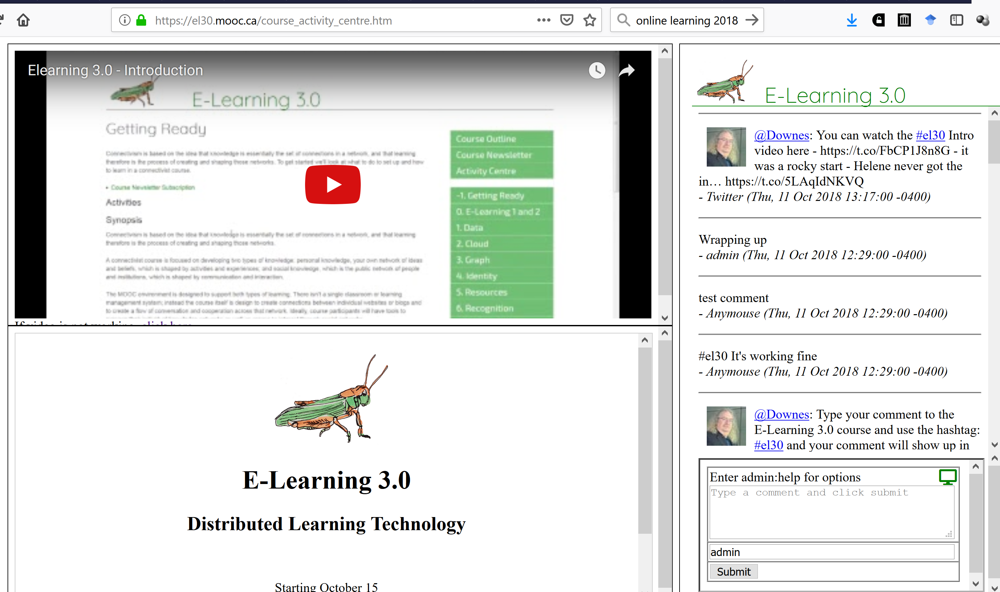 https://el30.mooc.ca/course_activity_centre.htm
online learning 2018
Elearning 3.0 - Introduction
E-Learning 3.0
Getting Ready
Connectivism is based on the idea that knowledge is essentially the set of connections in a network, and that learning
therefore is the process of creating and shaping those networks. To get started we'll look at what to do to set up and how
to learn in a connectivist course.
Course Newsletter Subscription
Activities
Synopsis
Connectivism is based on the idea that knowledge is essentially the set of connections in a network, and that learning
therefore is the process of creating and shaping those networks.
A connectivist course is focused on developing two types of knowledge: personal knowledge, your own network of ideas
and beliefs, which is shaped by activities and experiences; and social knowledge, which is the public network of people
and institutions, which is shaped by communication and interaction.
The MOOC environment is designed to support both types of learning. There isn't a single classroom or learning
management system; instead the course itself is design to create connections between individual websites or blogs and
to create a flow of conversation and cooperation across that network. Ideally, course participants will have tools to
Course Outline
Course Newsletter
Activity Centre
-1. Getting Ready
0. E-Learning 1 and 2
1. Data
2. Cloud
3. Graph
4. Identity
5. Resources
6. Recognition
If video is not working, click here
E-Learning 3.0
Distributed Learning Technology
Starting October 15
E-Learning 3.0
@Downes: You can watch the #el30 Intro
video here - https://t.co/FbCP1J8n8G - it
was a rocky start - Helene never got the
in… https://t.co/5LAqIdNKVQ
- Twitter (Thu, 11 Oct 2018 13:17:00 -0400)
Wrapping up
- admin (Thu, 11 Oct 2018 12:29:00 -0400)
test comment
- Anymouse (Thu, 11 Oct 2018 12:29:00 -0400)
#el30 It's working fine
- Anymouse (Thu, 11 Oct 2018 12:29:00 -0400)
@Downes: Type your comment to the
E-Learning 3.0 course and use the hashtag:
#el30 and your comment will show up in
Enter admin:help for options
Type a comment and click submit
admin
Submit